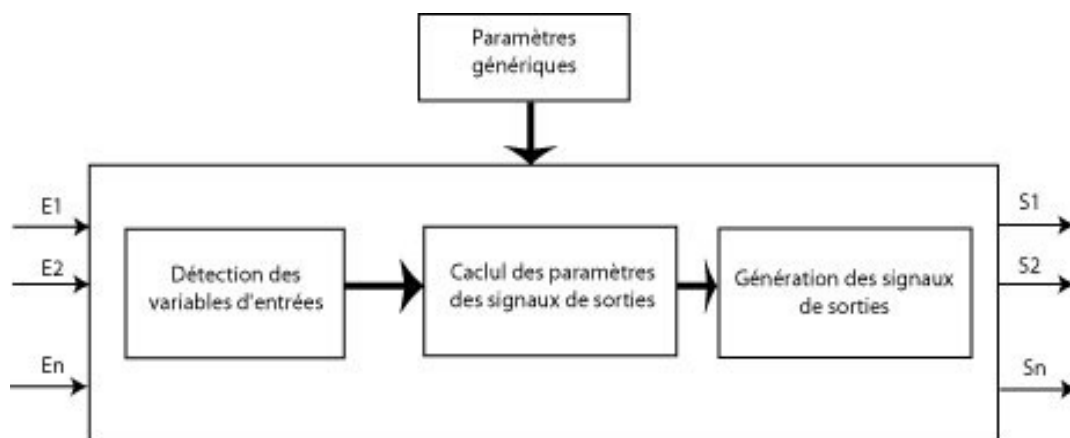 Paramètres
génériques
E1
E2
En
Détection des
variables d'entrées
Caclul des paramètres
des signaux de sorties
Génération des signaux
de sorties
S1
S2
Sn